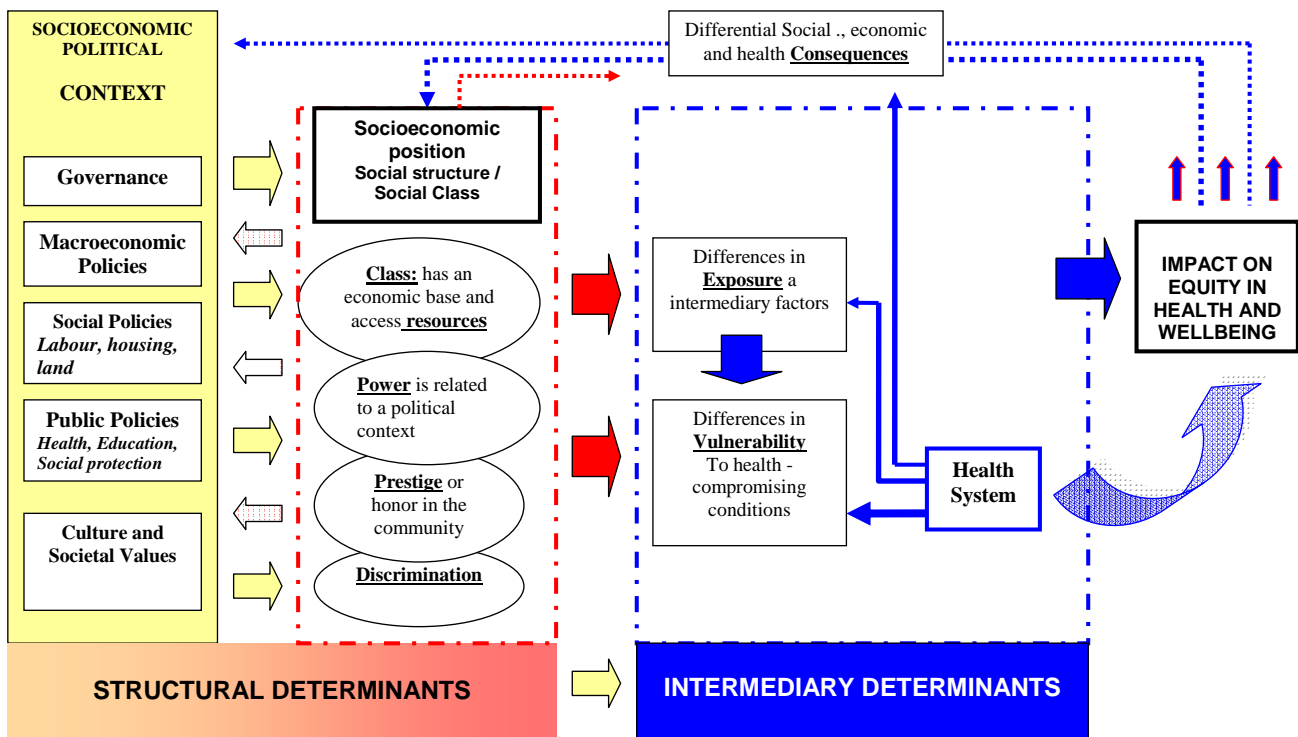 SOCIOECONOMIC
POLITICAL
CONTEXT
Governance
Macroeconomic
Policies
Social Policies
Labour, housing,
land
Public Policies
Health, Education,
Social protection
Culture and
Societal Values
Differential Social ., economic
and health Consequences
Socioeconomic
position
Social structure /
Social Class
Class: has an
economic base and
access resources
Power is related
to a political
context
Prestige or
honor in the
community
Discrimination
Differences in
Exposure a
intermediary factors
Differences in
Vulnerability
To health -
compromising
conditions
Health
System
IMPACT ON
EQUITY IN
HEALTH AND
WELLBEING
STRUCTURAL DETERMINANTS
INTERMEDIARY DETERMINANTS